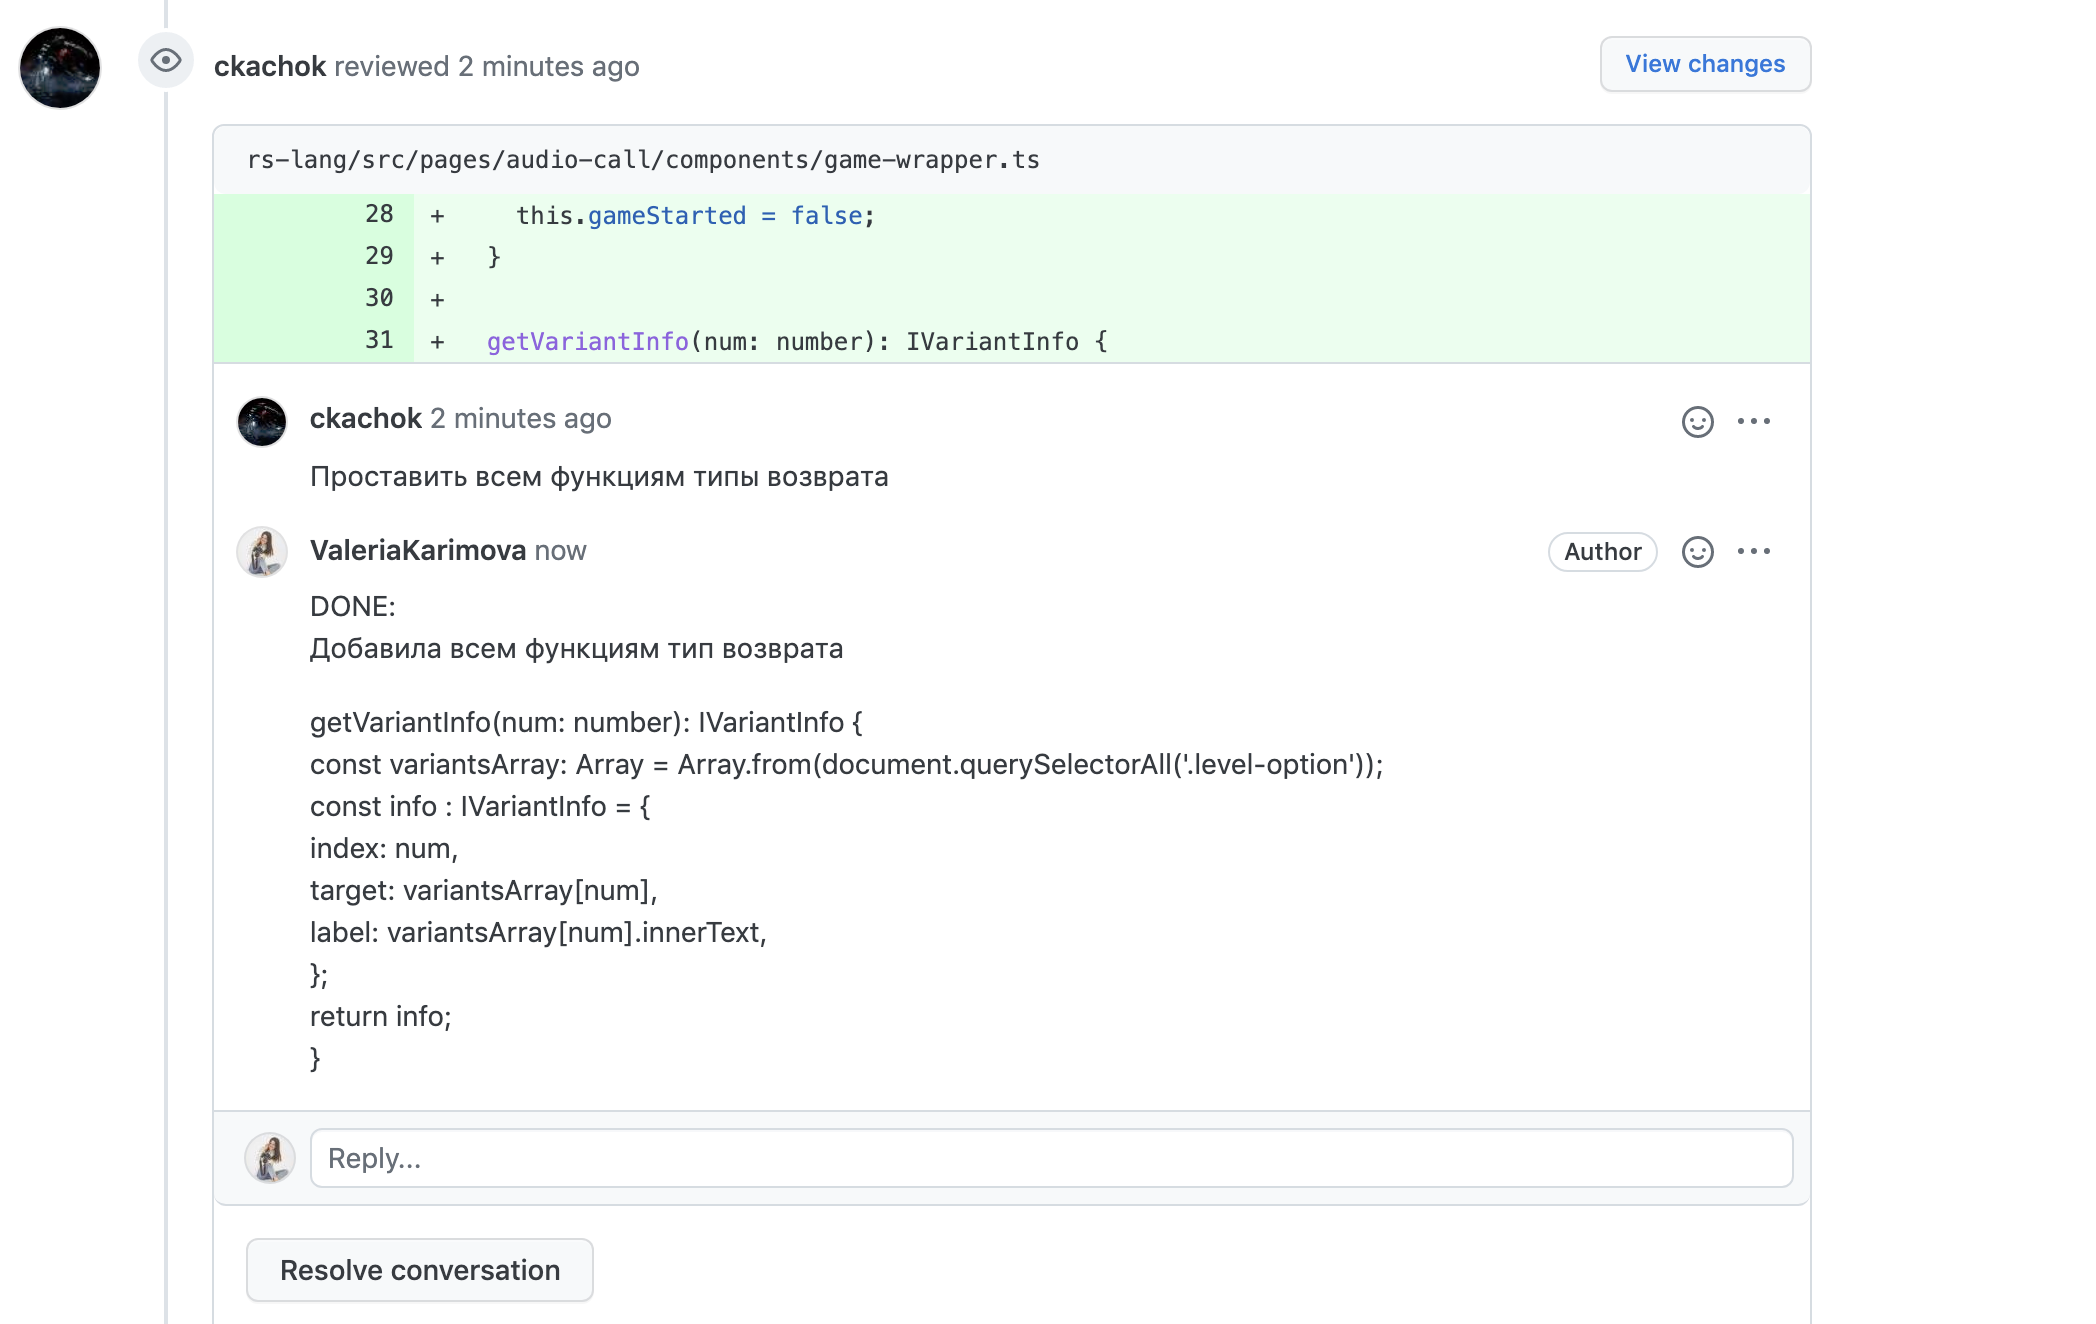 ckachok reviewed 2 minutes ago
View changes
rs-lang/src/pages/audio-call/components/game-wrapper.ts
28 + this.gameStarted = false;
29 + }
30 +
31 + getVariantInfo(num: number): IVariantInfo {
ckachok 2 minutes ago
Проставить всем функциям типы возврата
ValeriaKarimova now
Author
DONE:
Добавила всем функциям тип возврата
getVariantInfo(num: number): IVariantInfo {
const variantsArray: Array = Array.from(document.querySelectorAll('.level-option'));
const info : IVariantInfo = {
index: num,
target: variantsArray[num],
label: variantsArray[num].innerText,
};
return info;
}
Reply...
Resolve conversation